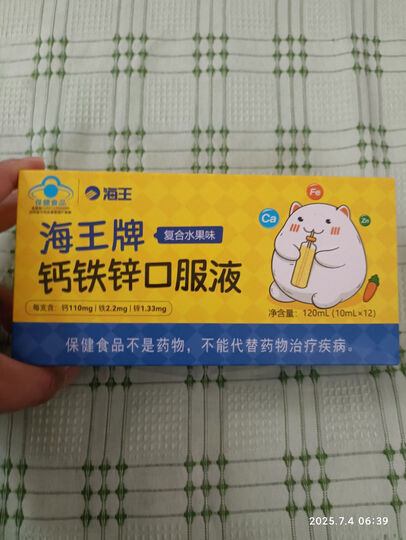 保健食品
海王
海王牌
复合水果味
钙铁锌口服液
每支含：钙110mg | 铁2.2mg | 锌1.33mg
Fe
Ca
Zn
净含量：120mL (10mL×12)
保健食品不是药物，不能代替药物治疗疾病。
2025.7.4 06:39